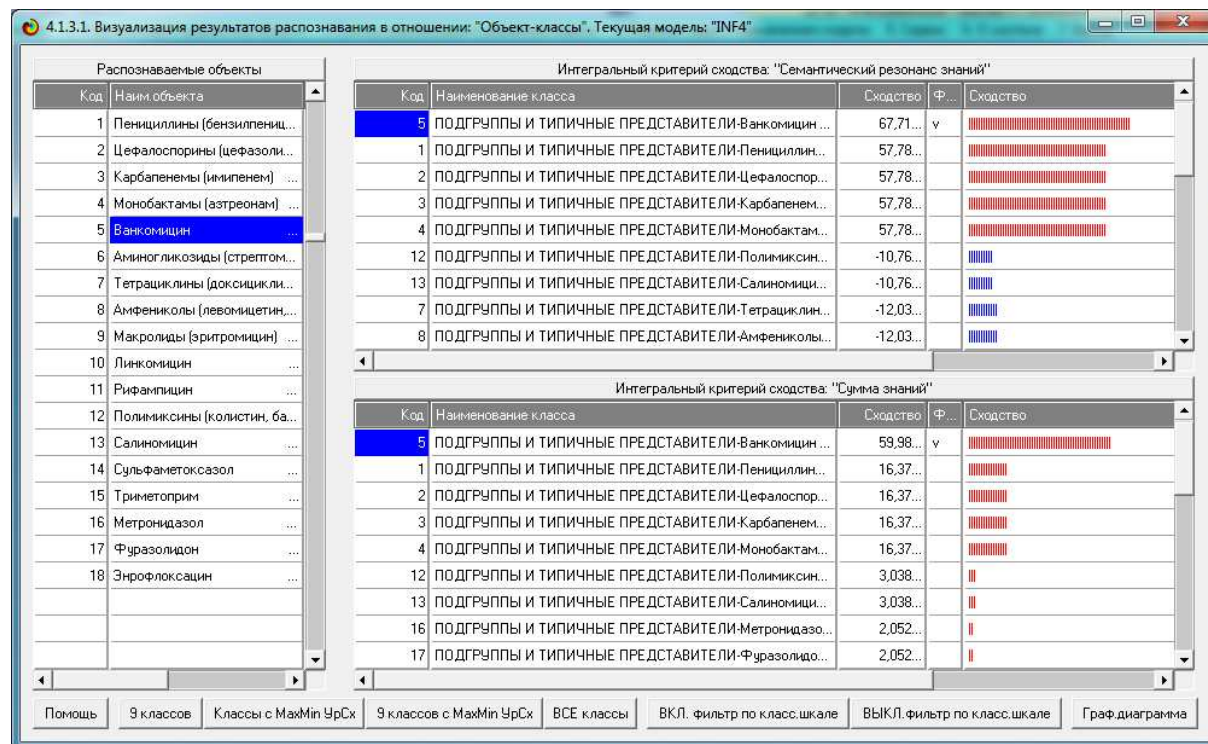 4.1.3.1. Визуализация результатов распознавания в отношении: "Объект-классы". Текущая модель: "INF4"
Распознаваемые объекты
Код Наим.объекта
1 Пенициллины (бензилпениц...
2 Цефалоспорины (цефазоли...
3 Карбапенемы (имипенем) ...
4 Монобактамы (азтреонам) ...
5 Ванкомицин ...
6 Аминогликозиды (стрептом...
7 Тетрациклины (доксицикли...
8 Амфениколы (левомицетин,...
9 Макролиды (эритромицин) ...
10 Линкомицин ...
11 Рифампицин ...
12 Полимиксины (колистин, ба...
13 Салиномицин ...
14 Сульфаметоксазол ...
15 Триметоприм ...
16 Метронидазол ...
17 Фуразолидон ...
18 Энрофлоксацин ...
Интегральный критерий сходства: "Семантический резонанс знаний"
Код Наименование класса Сходство Ф... Сходство
5 ПОДГРУППЫ И ТИПИЧНЫЕ ПРЕДСТАВИТЕЛИ-Ванкомицин ... 67,71... v
1 ПОДГРУППЫ И ТИПИЧНЫЕ ПРЕДСТАВИТЕЛИ-Пенициллин... 57,78...
2 ПОДГРУППЫ И ТИПИЧНЫЕ ПРЕДСТАВИТЕЛИ-Цефалоспор... 57,78...
3 ПОДГРУППЫ И ТИПИЧНЫЕ ПРЕДСТАВИТЕЛИ-Карбапенем... 57,78...
4 ПОДГРУППЫ И ТИПИЧНЫЕ ПРЕДСТАВИТЕЛИ-Монобактам... 57,78...
12 ПОДГРУППЫ И ТИПИЧНЫЕ ПРЕДСТАВИТЕЛИ-Полимиксин... -10,76...
13 ПОДГРУППЫ И ТИПИЧНЫЕ ПРЕДСТАВИТЕЛИ-Салиномици... -10,76...
7 ПОДГРУППЫ И ТИПИЧНЫЕ ПРЕДСТАВИТЕЛИ-Тетрациклин... -12,03...
8 ПОДГРУППЫ И ТИПИЧНЫЕ ПРЕДСТАВИТЕЛИ-Амфениколы... -12,03...
Интегральный критерий сходства: "Сумма знаний"
Код Наименование класса Сходство Ф... Сходство
5 ПОДГРУППЫ И ТИПИЧНЫЕ ПРЕДСТАВИТЕЛИ-Ванкомицин ... 59,98... v
1 ПОДГРУППЫ И ТИПИЧНЫЕ ПРЕДСТАВИТЕЛИ-Пенициллин... 16,37...
2 ПОДГРУППЫ И ТИПИЧНЫЕ ПРЕДСТАВИТЕЛИ-Цефалоспор... 16,37...
3 ПОДГРУППЫ И ТИПИЧНЫЕ ПРЕДСТАВИТЕЛИ-Карбапенем... 16,37...
4 ПОДГРУППЫ И ТИПИЧНЫЕ ПРЕДСТАВИТЕЛИ-Монобактам... 16,37...
12 ПОДГРУППЫ И ТИПИЧНЫЕ ПРЕДСТАВИТЕЛИ-Полимиксин... 3,038...
13 ПОДГРУППЫ И ТИПИЧНЫЕ ПРЕДСТАВИТЕЛИ-Салиномици... 3,038...
16 ПОДГРУППЫ И ТИПИЧНЫЕ ПРЕДСТАВИТЕЛИ-Метронидазо... 2,052...
17 ПОДГРУППЫ И ТИПИЧНЫЕ ПРЕДСТАВИТЕЛИ-Фуразолидо... 2,052...
Помощь 9 классов Классы с MaxMin УрСх 9 классов с MaxMin УрСх ВСЕ классы ВКЛ. фильтр по класс.шкале ВЫКЛ.фильтр по класс.шкале Граф.диаграмма